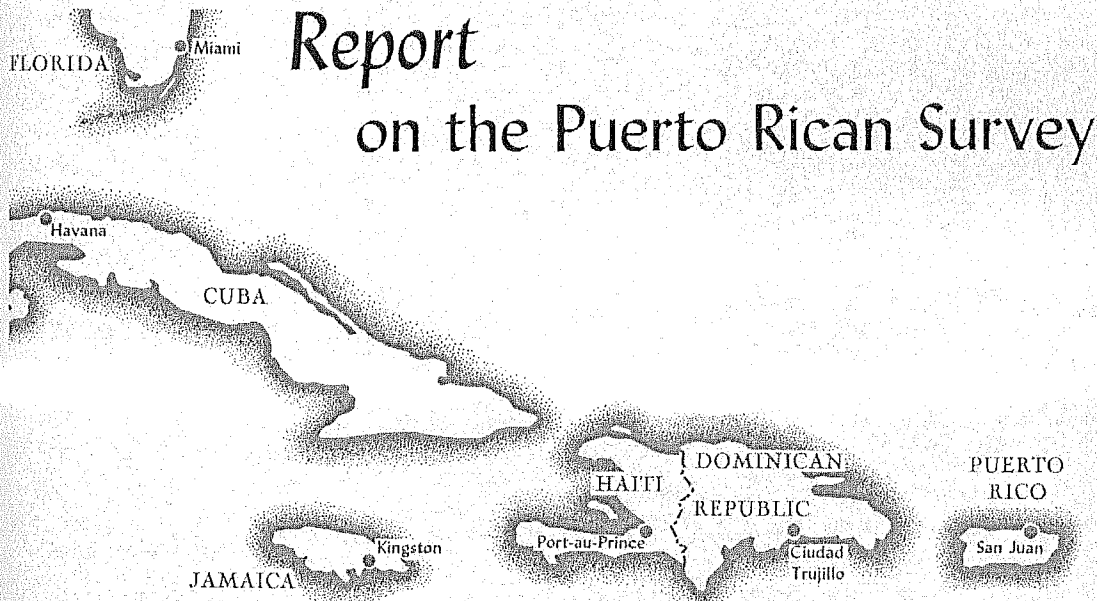 Report
on the Puerto Rican Survey
FLORIDA
Miami
Havana
CUBA
HAITI
DOMINICAN
REPUBLIC
PUERTO
RICO
Port-au-Prince
Ciudad
Trujillo
San Juan
Kingston
JAMAICA